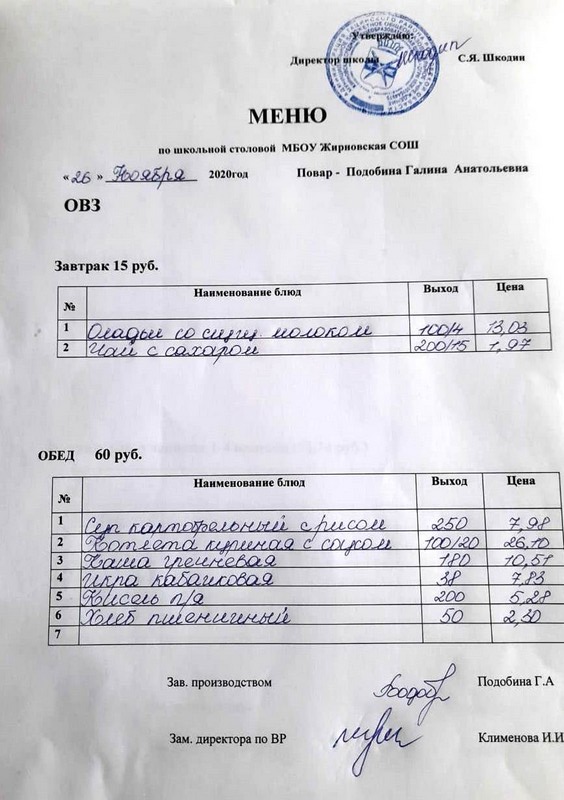 Утверждаю:
Директор школы С.Я. Шкодин
МЕНЮ
по школьной столовой МБОУ Жирновская СОШ
«26» Ноября 2020год Повар - Подобина Галина Анатольевна
ОВЗ
Завтрак 15 руб.
№ Наименование блюд Выход Цена
1 Оладьи со сгущ. молоком 100/4 13,03
2 Чай с сахаром 200/15 1,97
ОБЕД 60 руб.
№ Наименование блюд Выход Цена
1 Суп картофельный с рисом 250 7,98
2 Котлета куриная с соусом 100/20 26,10
3 Каша гречневая 180 10,51
4 Икра кабачковая 38 7,83
5 Кисель п/я 200 5,28
6 Хлеб пшеничный 50 2,30
7
Зав. производством Подобина Г.А
Зам. директора по ВР Клименова И.И